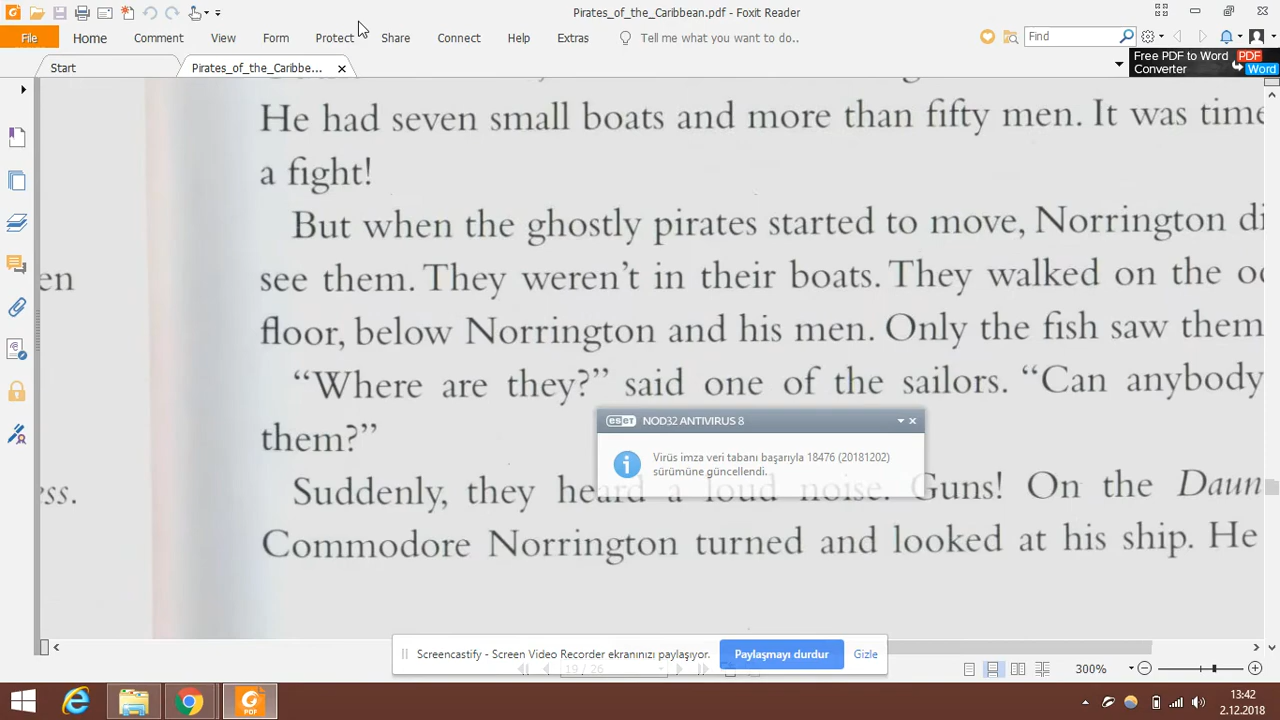 Pirates_of_the_Caribbean.pdf - Foxit Reader
File Home Comment View Form Protect Share Connect Help Extras Tell me what you want to do.. Find
Start Pirates_of_the_Caribbe...
Free PDF to Word Converter PDF Word
He had seven small boats and more than fifty men. It was time
a fight!
But when the ghostly pirates started to move, Norrington di
en see them. They weren't in their boats. They walked on the oc
floor, below Norrington and his men. Only the fish saw them
“Where are they?” said one of the sailors. “Can anybody
them?”
ess. Suddenly, they heard a loud noise. Guns! On the Daun
Commodore Norrington turned and looked at his ship. He
eseT NOD32 ANTIVIRUS 8
Virüs imza veri tabanı başarıyla 18476 (20181202)
sürümüne güncellendi.
Screencastify - Screen Video Recorder ekranınızı paylaşıyor. Paylaşmayı durdur Gizle
19 / 26
300%
PDF
13:42
2.12.2018